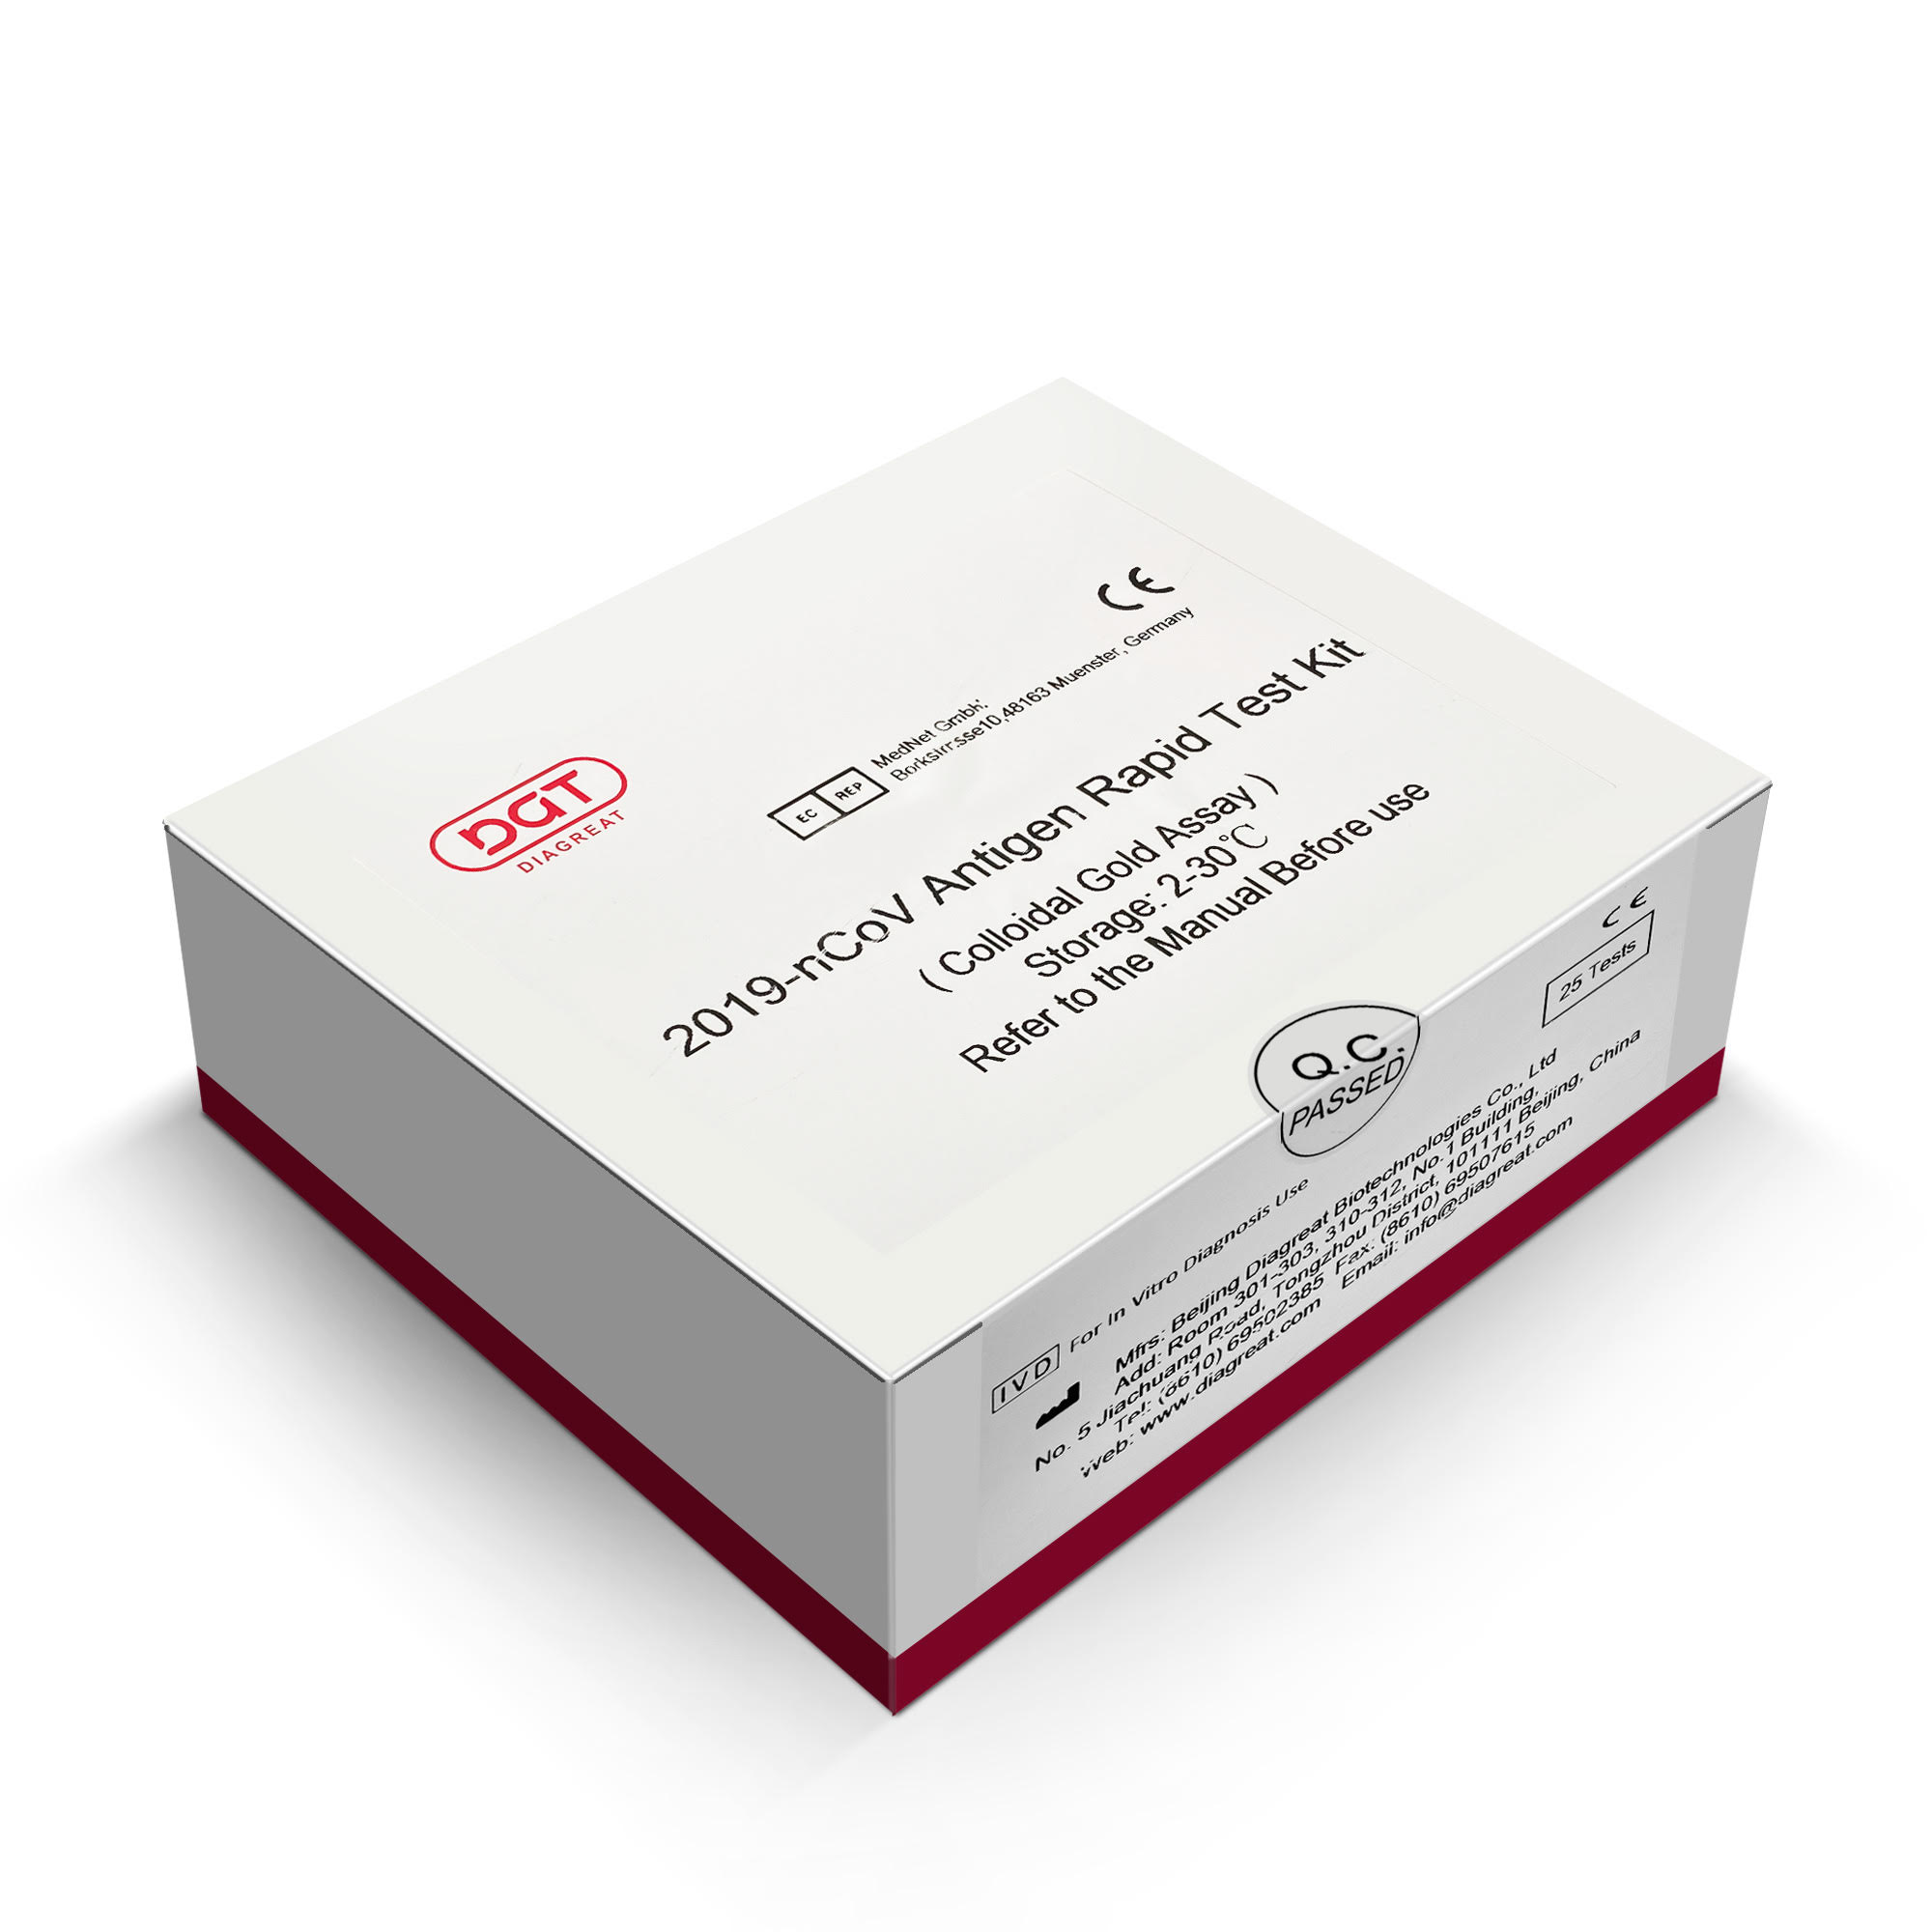 DGT
DIAGREAT
CE
EC REP
MedNet Gmbh
10,48163 Muenster, Germany
2019-nCoV Antigen Rapid Test Kit
( Colloidal Gold Assay )
Storage: 2-30℃
Refer to the Manual Before use
Q.C.
PASSED
CE
25 Tests
IVD For In Vitro Diagnosis Use
Mfrs: Beijing Diagreat Biotechnologies Co., Ltd
Add: Room 301-303, 310-312, No.1 Building,
No. 5 Jiachuang Road, Tongzhou District, 101111 Beijing, China
Tel: (8610) 69502385 Fax: (8610) 69507615
Web: www.diagreat.com Email: info@diagreat.com